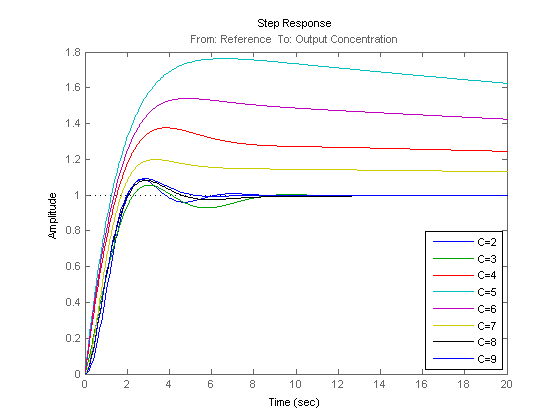 Step Response
From: Reference To: Output Concentration
Amplitude
1.8
1.6
1.4
1.2
1
0.8
0.6
0.4
0.2
0
0 2 4 6 8 10 12 14 16 18 20
Time (sec)
C=2
C=3
C=4
C=5
C=6
C=7
C=8
C=9